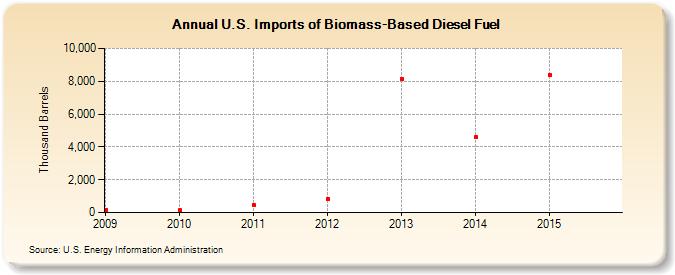 Annual U.S. Imports of Biomass-Based Diesel Fuel
Thousand Barrels
10,000
8,000
6,000
4,000
2,000
0
2009 2010 2011 2012 2013 2014 2015
Source: U.S. Energy Information Administration